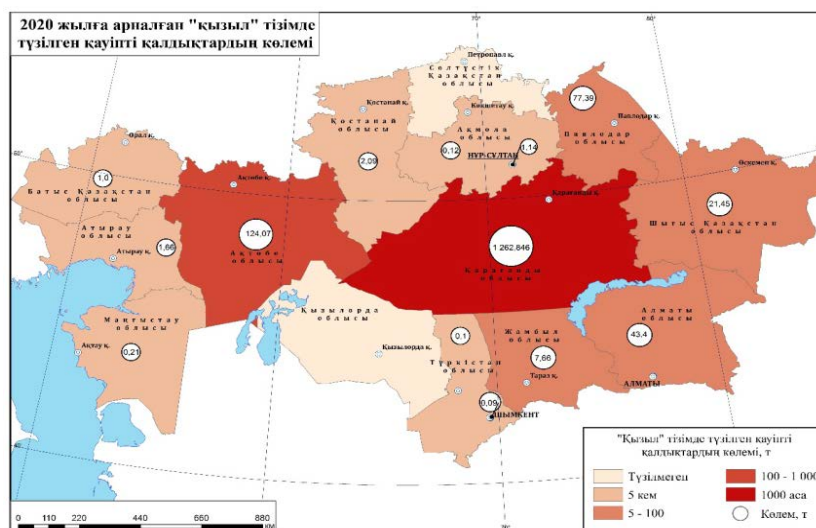 2020 жылға арналған "қызыл" тізімде
түзілген қауіпті қалдықтардың көлемі
70°
80°
Петропавл қ.
Солтүстік
Қазақстан
облысы
77,39
Қостанай қ.
Көкшетау қ.
Павлодар қ.
Қостанай
облысы
Ақмола
облысы
Павлодар
облысы
Орал қ.
0,12
1,14
НҰР-СҰЛТАН
2,09
Өскемен қ.
50°
50°
1,0
Ақтөбе қ.
Қарағанды қ.
Батыс Қазақстан
облысы
21,45
Шығыс Қазақстан
облысы
Атырау
облысы
1,66
124,07
Ақтөбе
облысы
1 262,846
Қарағанды
облысы
Атырау қ.
Маңғыстау
облысы
Қызылорда
облысы
Алматы
облысы
Жамбыл
облысы
0,1
43,4
Ақтау қ.
0,21
Қызылорда қ.
Түркістан
облысы
7,66
Тараз қ.
АЛМАТЫ
0,09
ШЫМКЕНТ
"Қызыл" тізімде түзілген қауіпті
қалдықтардың көлемі, т
Түзілмеген
100 - 1 000
5 кем
1000 аса
5 - 100
Көлем, т
0 110 220 440 660 880
КМ